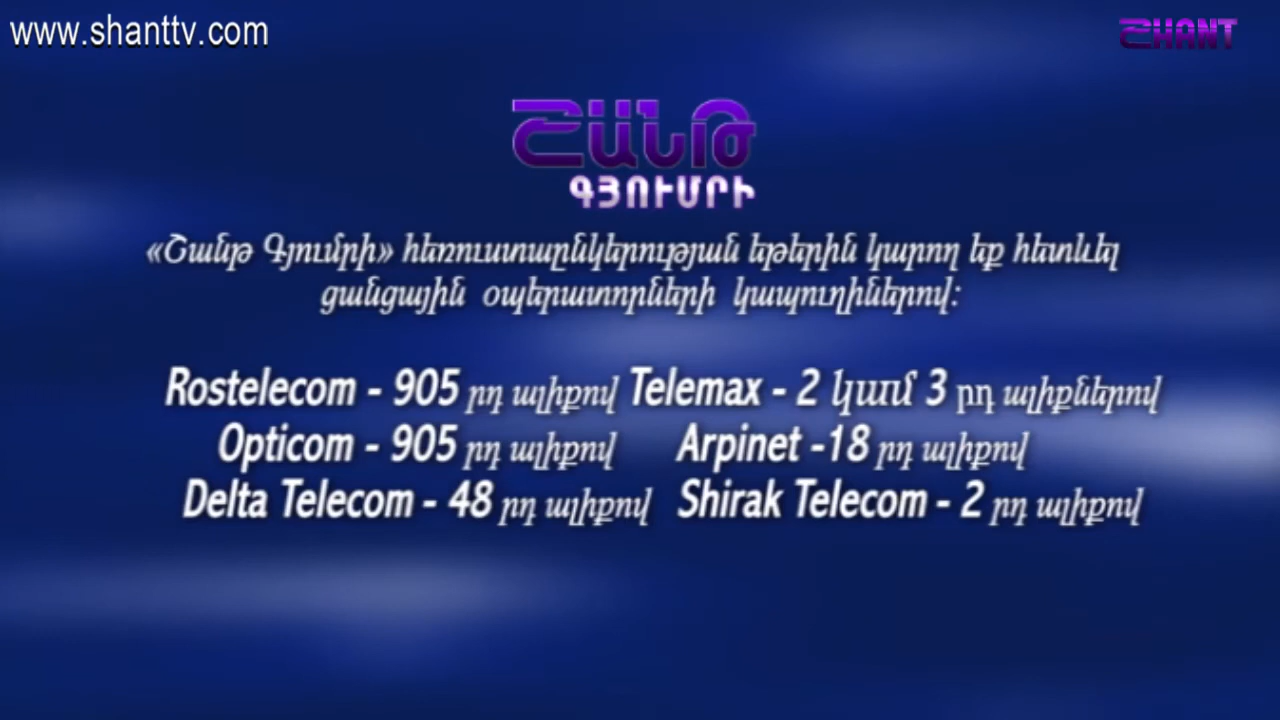 www.shanttv.com
SHANT
ՇԱՆԹ
ԳՅՈՒՄՐԻ
«Շանթ Գյումրի» հեռուստաընկերության եթերին կարող եք հետևել
ցանցային օպերատորների կապուղիներով:
Rostelecom - 905 րդ ալիքով Telemax - 2 կամ 3 րդ ալիքներով
Opticom - 905 րդ ալիքով Arpinet -18 րդ ալիքով
Delta Telecom - 48 րդ ալիքով Shirak Telecom - 2 րդ ալիքով